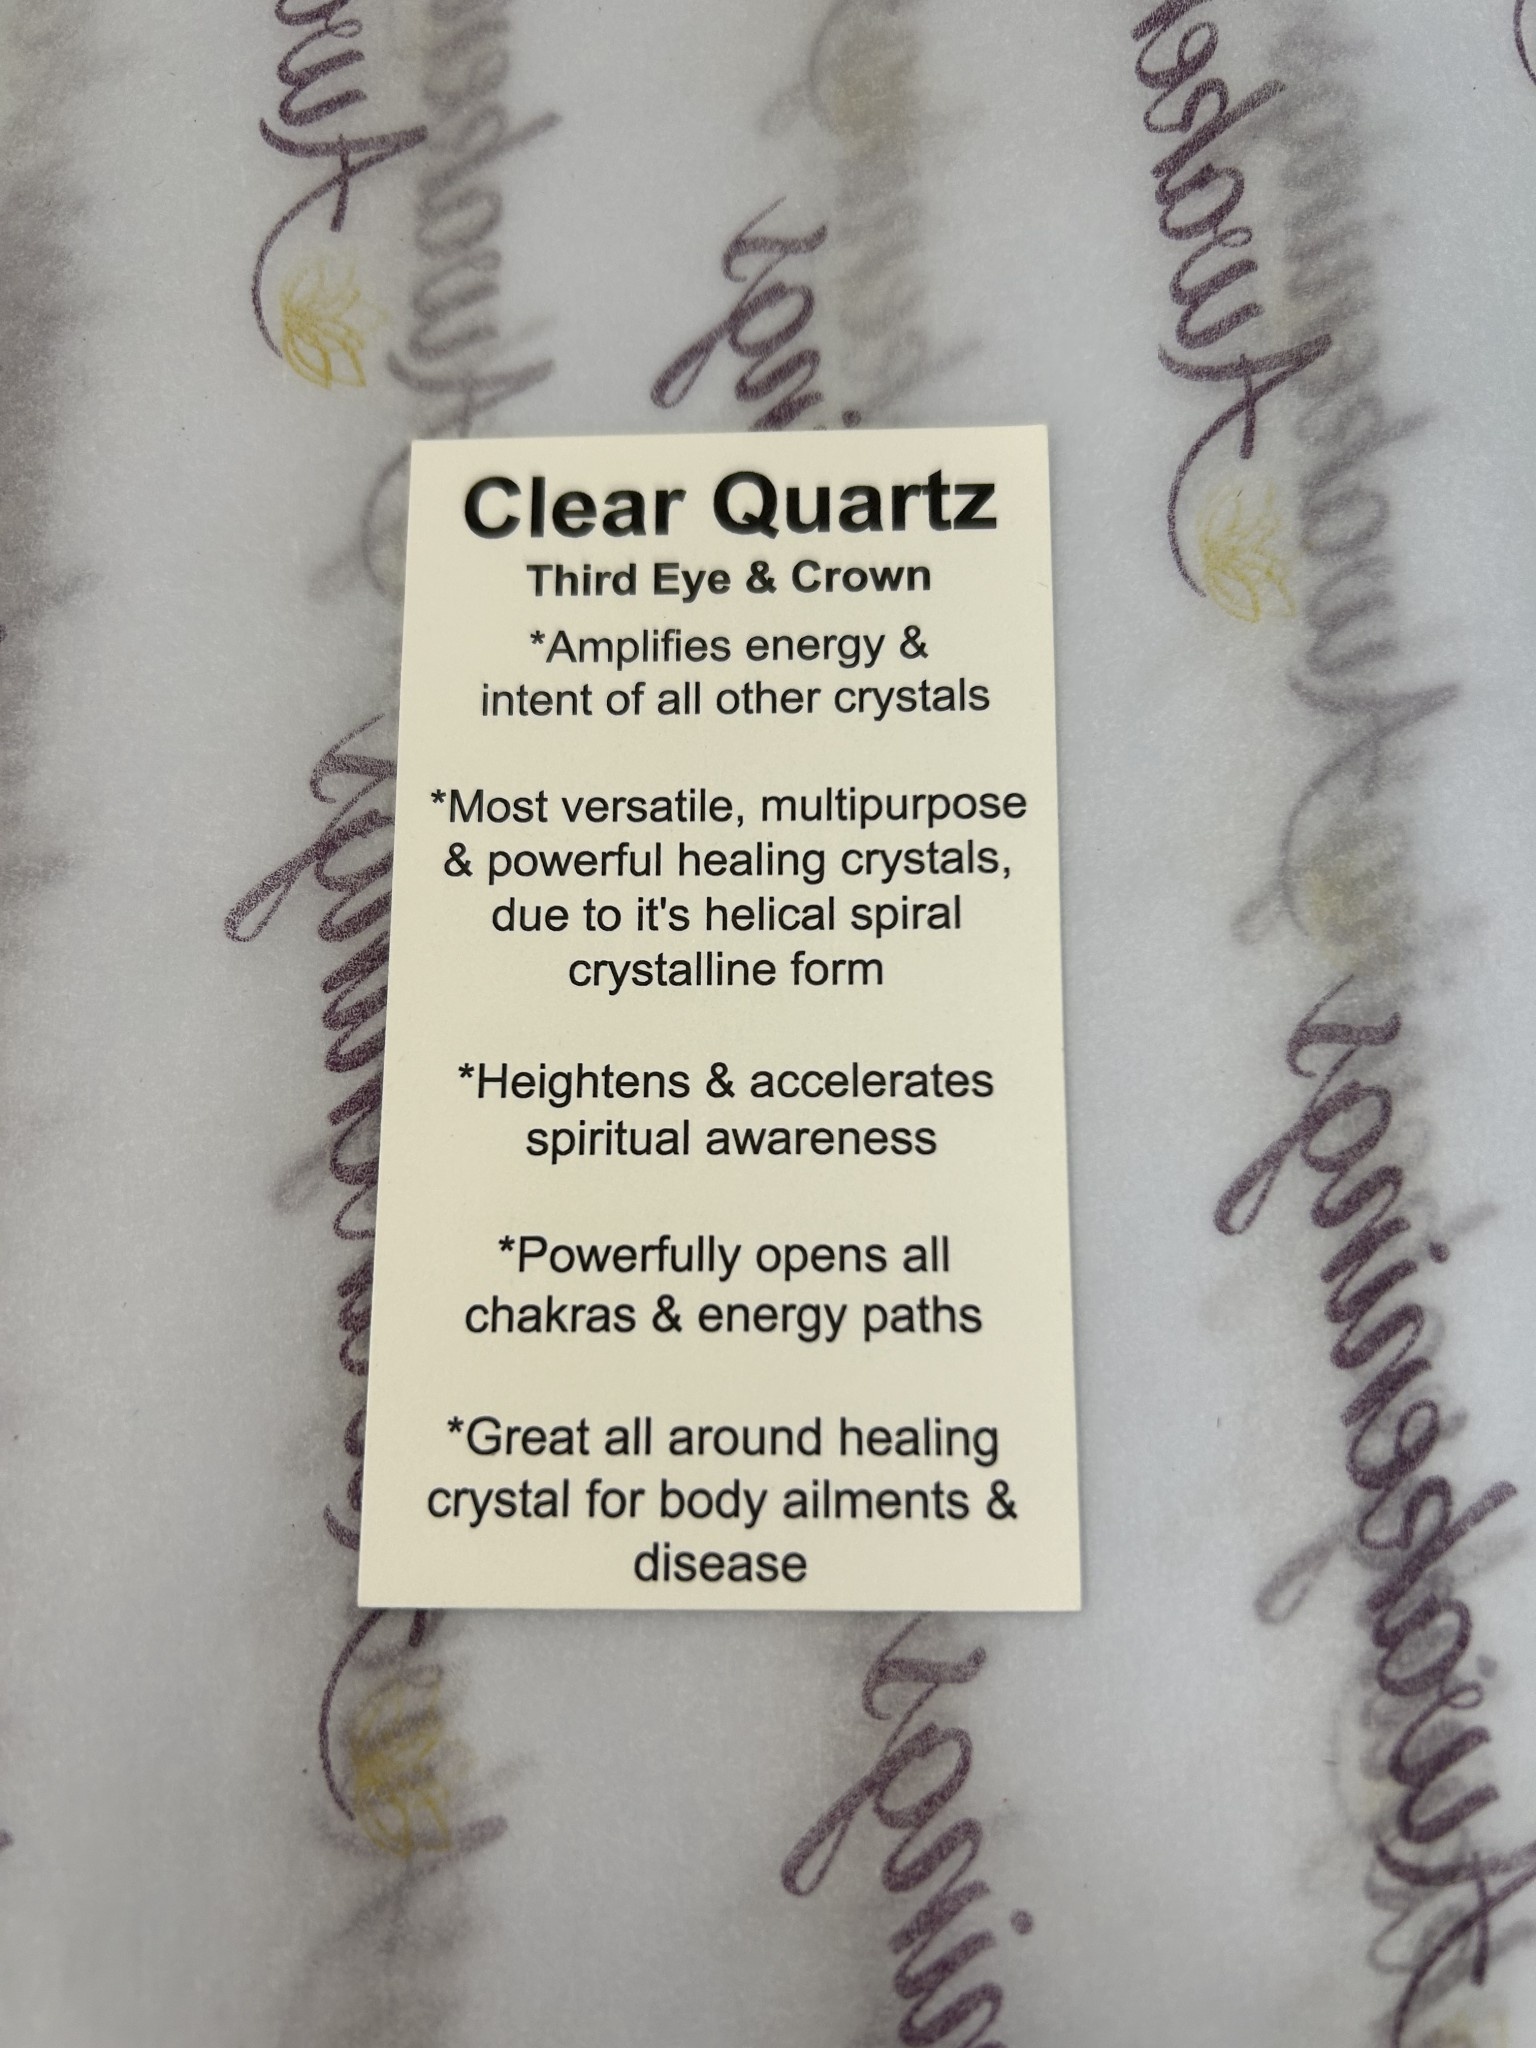 Clear Quartz
Third Eye & Crown
*Amplifies energy &
intent of all other crystals
*Most versatile, multipurpose
& powerful healing crystals,
due to it's helical spiral
crystalline form
*Heightens & accelerates
spiritual awareness
*Powerfully opens all
chakras & energy paths
*Great all around healing
crystal for body ailments &
disease